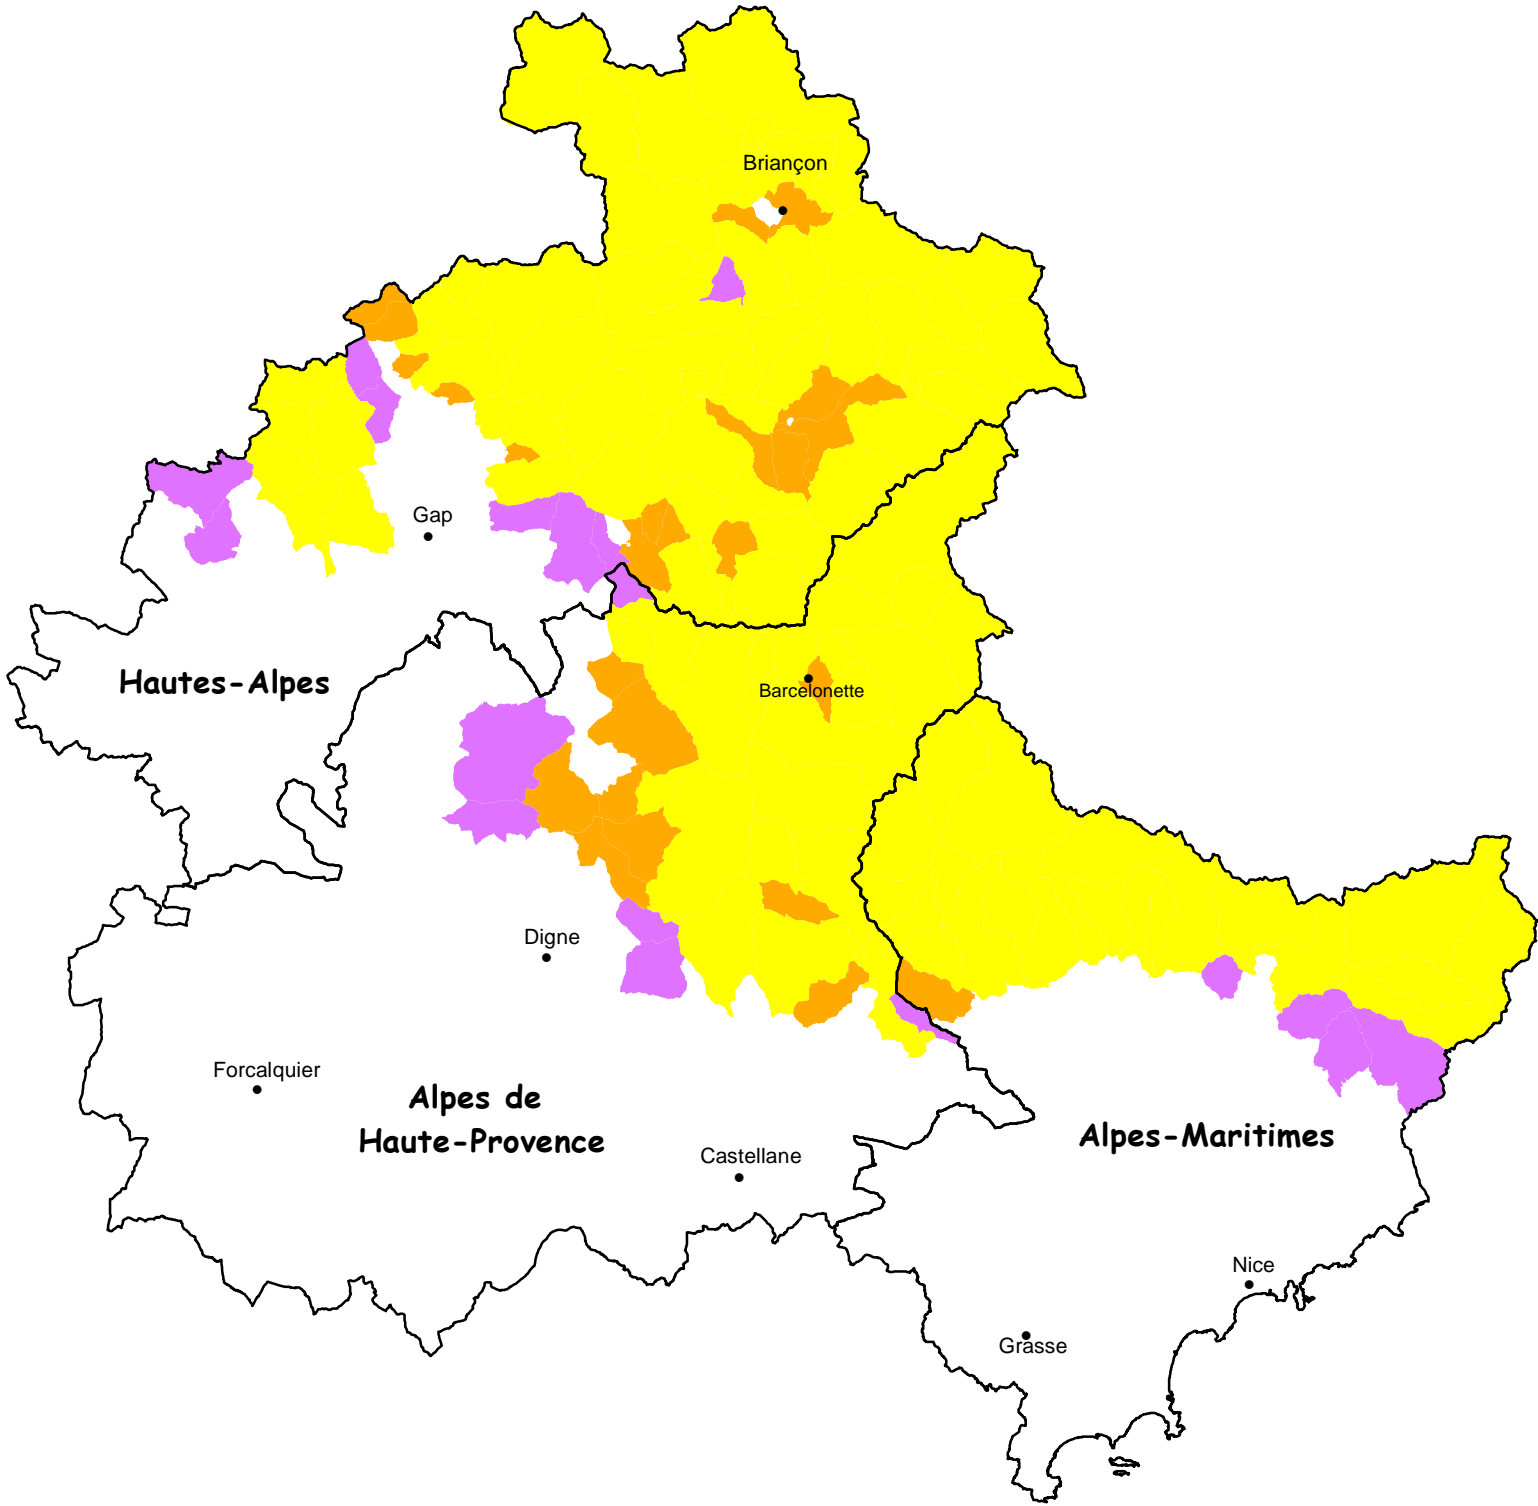 Briançon
Gap
Hautes-Alpes
Barcelonette
Digne
Forcalquier
Alpes de
Haute-Provence
Alpes-Maritimes
Castellane
Nice
Grasse